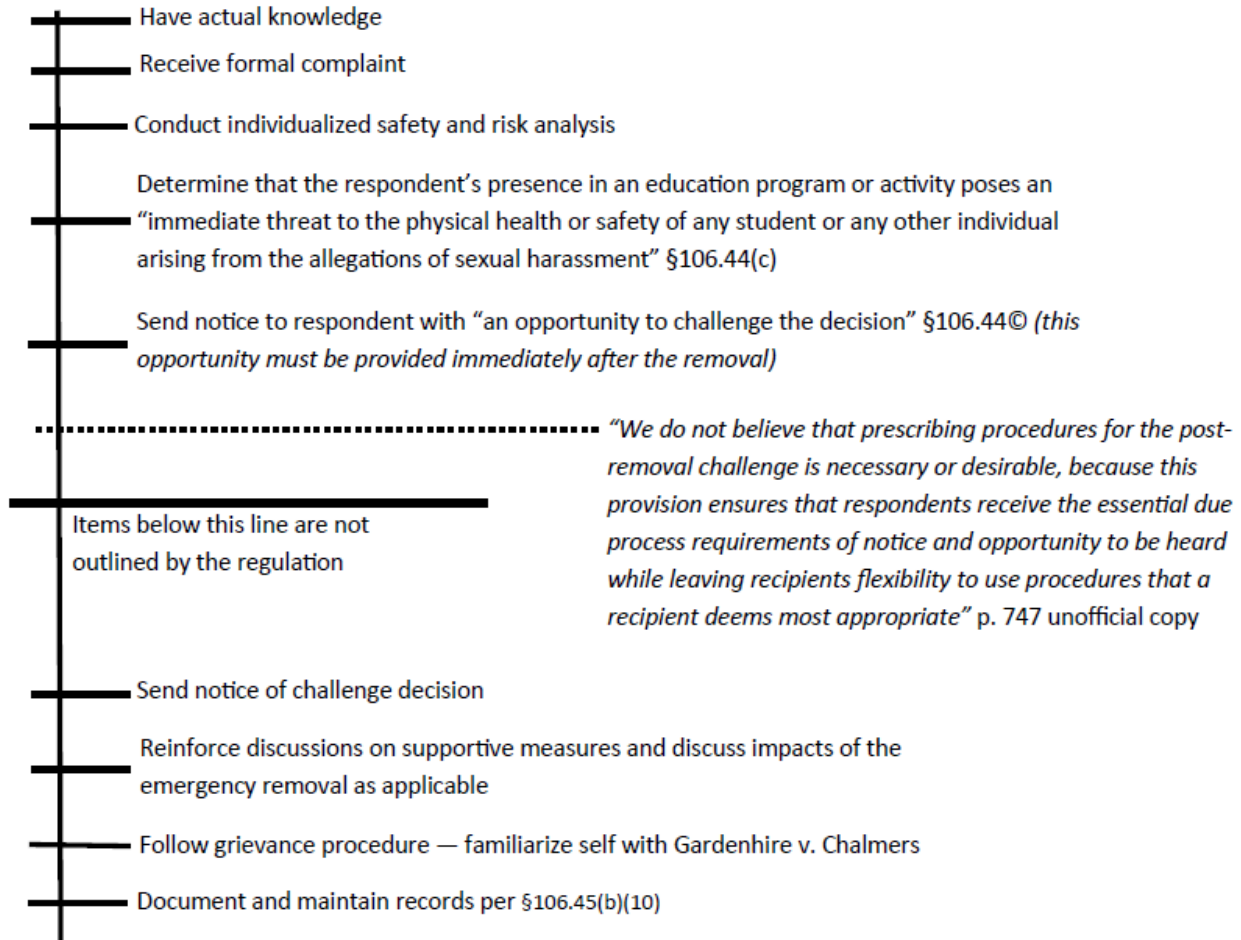 Have actual knowledge
Receive formal complaint
Conduct individualized safety and risk analysis
Determine that the respondent’s presence in an education program or activity poses an
“immediate threat to the physical health or safety of any student or any other individual
arising from the allegations of sexual harassment” §106.44(c)
Send notice to respondent with “an opportunity to challenge the decision” §106.44© (this
opportunity must be provided immediately after the removal)
“We do not believe that prescribing procedures for the post-
removal challenge is necessary or desirable, because this
provision ensures that respondents receive the essential due
process requirements of notice and opportunity to be heard
while leaving recipients flexibility to use procedures that a
recipient deems most appropriate” p. 747 unofficial copy
Items below this line are not
outlined by the regulation
Send notice of challenge decision
Reinforce discussions on supportive measures and discuss impacts of the
emergency removal as applicable
Follow grievance procedure — familiarize self with Gardenhire v. Chalmers
Document and maintain records per §106.45(b)(10)